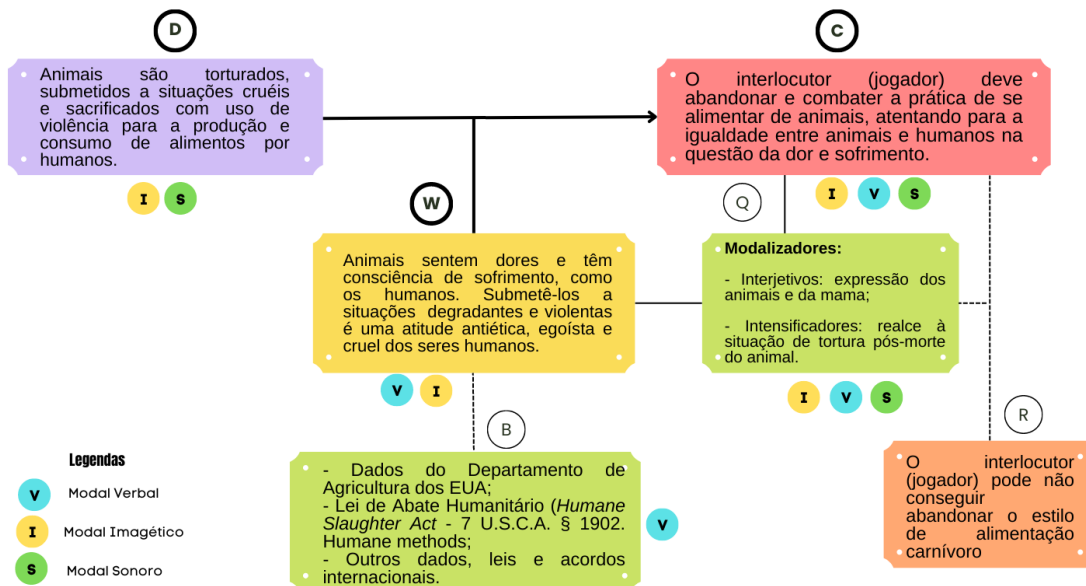 D
Animais são torturados,
submetidos a situações cruéis
e sacrificados com uso de
violência para a produção e
consumo de alimentos por
humanos.
I S
C
O interlocutor (jogador) deve
abandonar e combater a prática de se
alimentar de animais, atentando para a
igualdade entre animais e humanos na
questão da dor e sofrimento.
I V S
W
Animais sentem dores e têm
consciência de sofrimento, como
os humanos. Submetê-los a
situações degradantes e violentas
é uma atitude antiética, egoísta e
cruel dos seres humanos.
V I
Q
Modalizadores:
- Interjetivos: expressão dos
animais e da mama;
- Intensificadores: realce à
situação de tortura pós-morte
do animal.
I V S
B
- Dados do Departamento de
Agricultura dos EUA;
- Lei de Abate Humanitário (Humane
Slaughter Act - 7 U.S.C.A. § 1902.
Humane methods;
- Outros dados, leis e acordos
internacionais.
V
R
O interlocutor
(jogador) pode não
conseguir
abandonar o estilo
de alimentação
carnívoro
Legendas
V Modal Verbal
I Modal Imagético
S Modal Sonoro